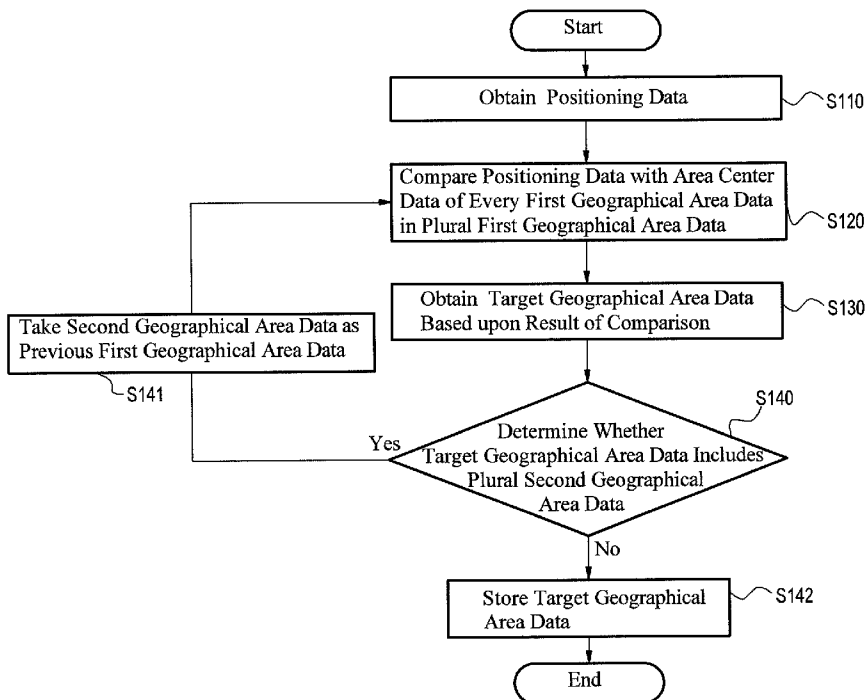 Start
Obtain Positioning Data
S110
Compare Positioning Data with Area Center
Data of Every First Geographical Area Data
in Plural First Geographical Area Data
S120
Obtain Target Geographical Area Data
Based upon Result of Comparison
S130
Take Second Geographical Area Data as
Previous First Geographical Area Data
S141
S140
Yes
Determine Whether
Target Geographical Area Data Includes
Plural Second Geographical
Area Data
No
Store Target Geographical
Area Data
S142
End